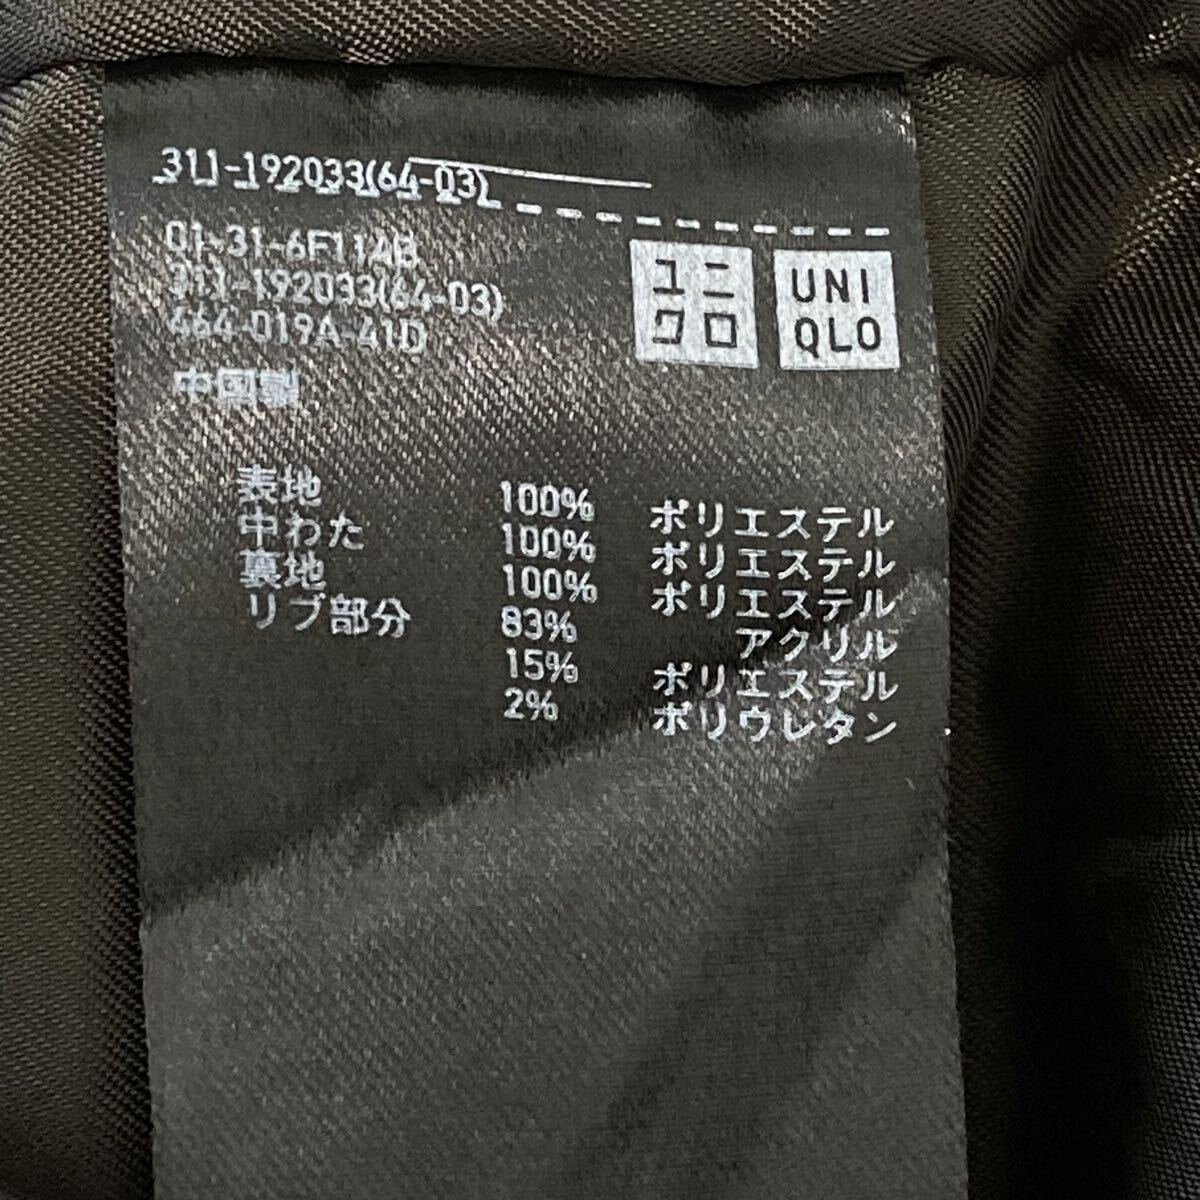 311-192033(64-03)
01-31-6F11AB
311-192033(64-03)
464-019A-41D
中国製
ユニ
クロ
UNI
QLO
表地 100% ポリエステル
中わた 100% ポリエステル
裏地 100% ポリエステル
リブ部分 83% アクリル
15% ポリエステル
2% ポリウレタン